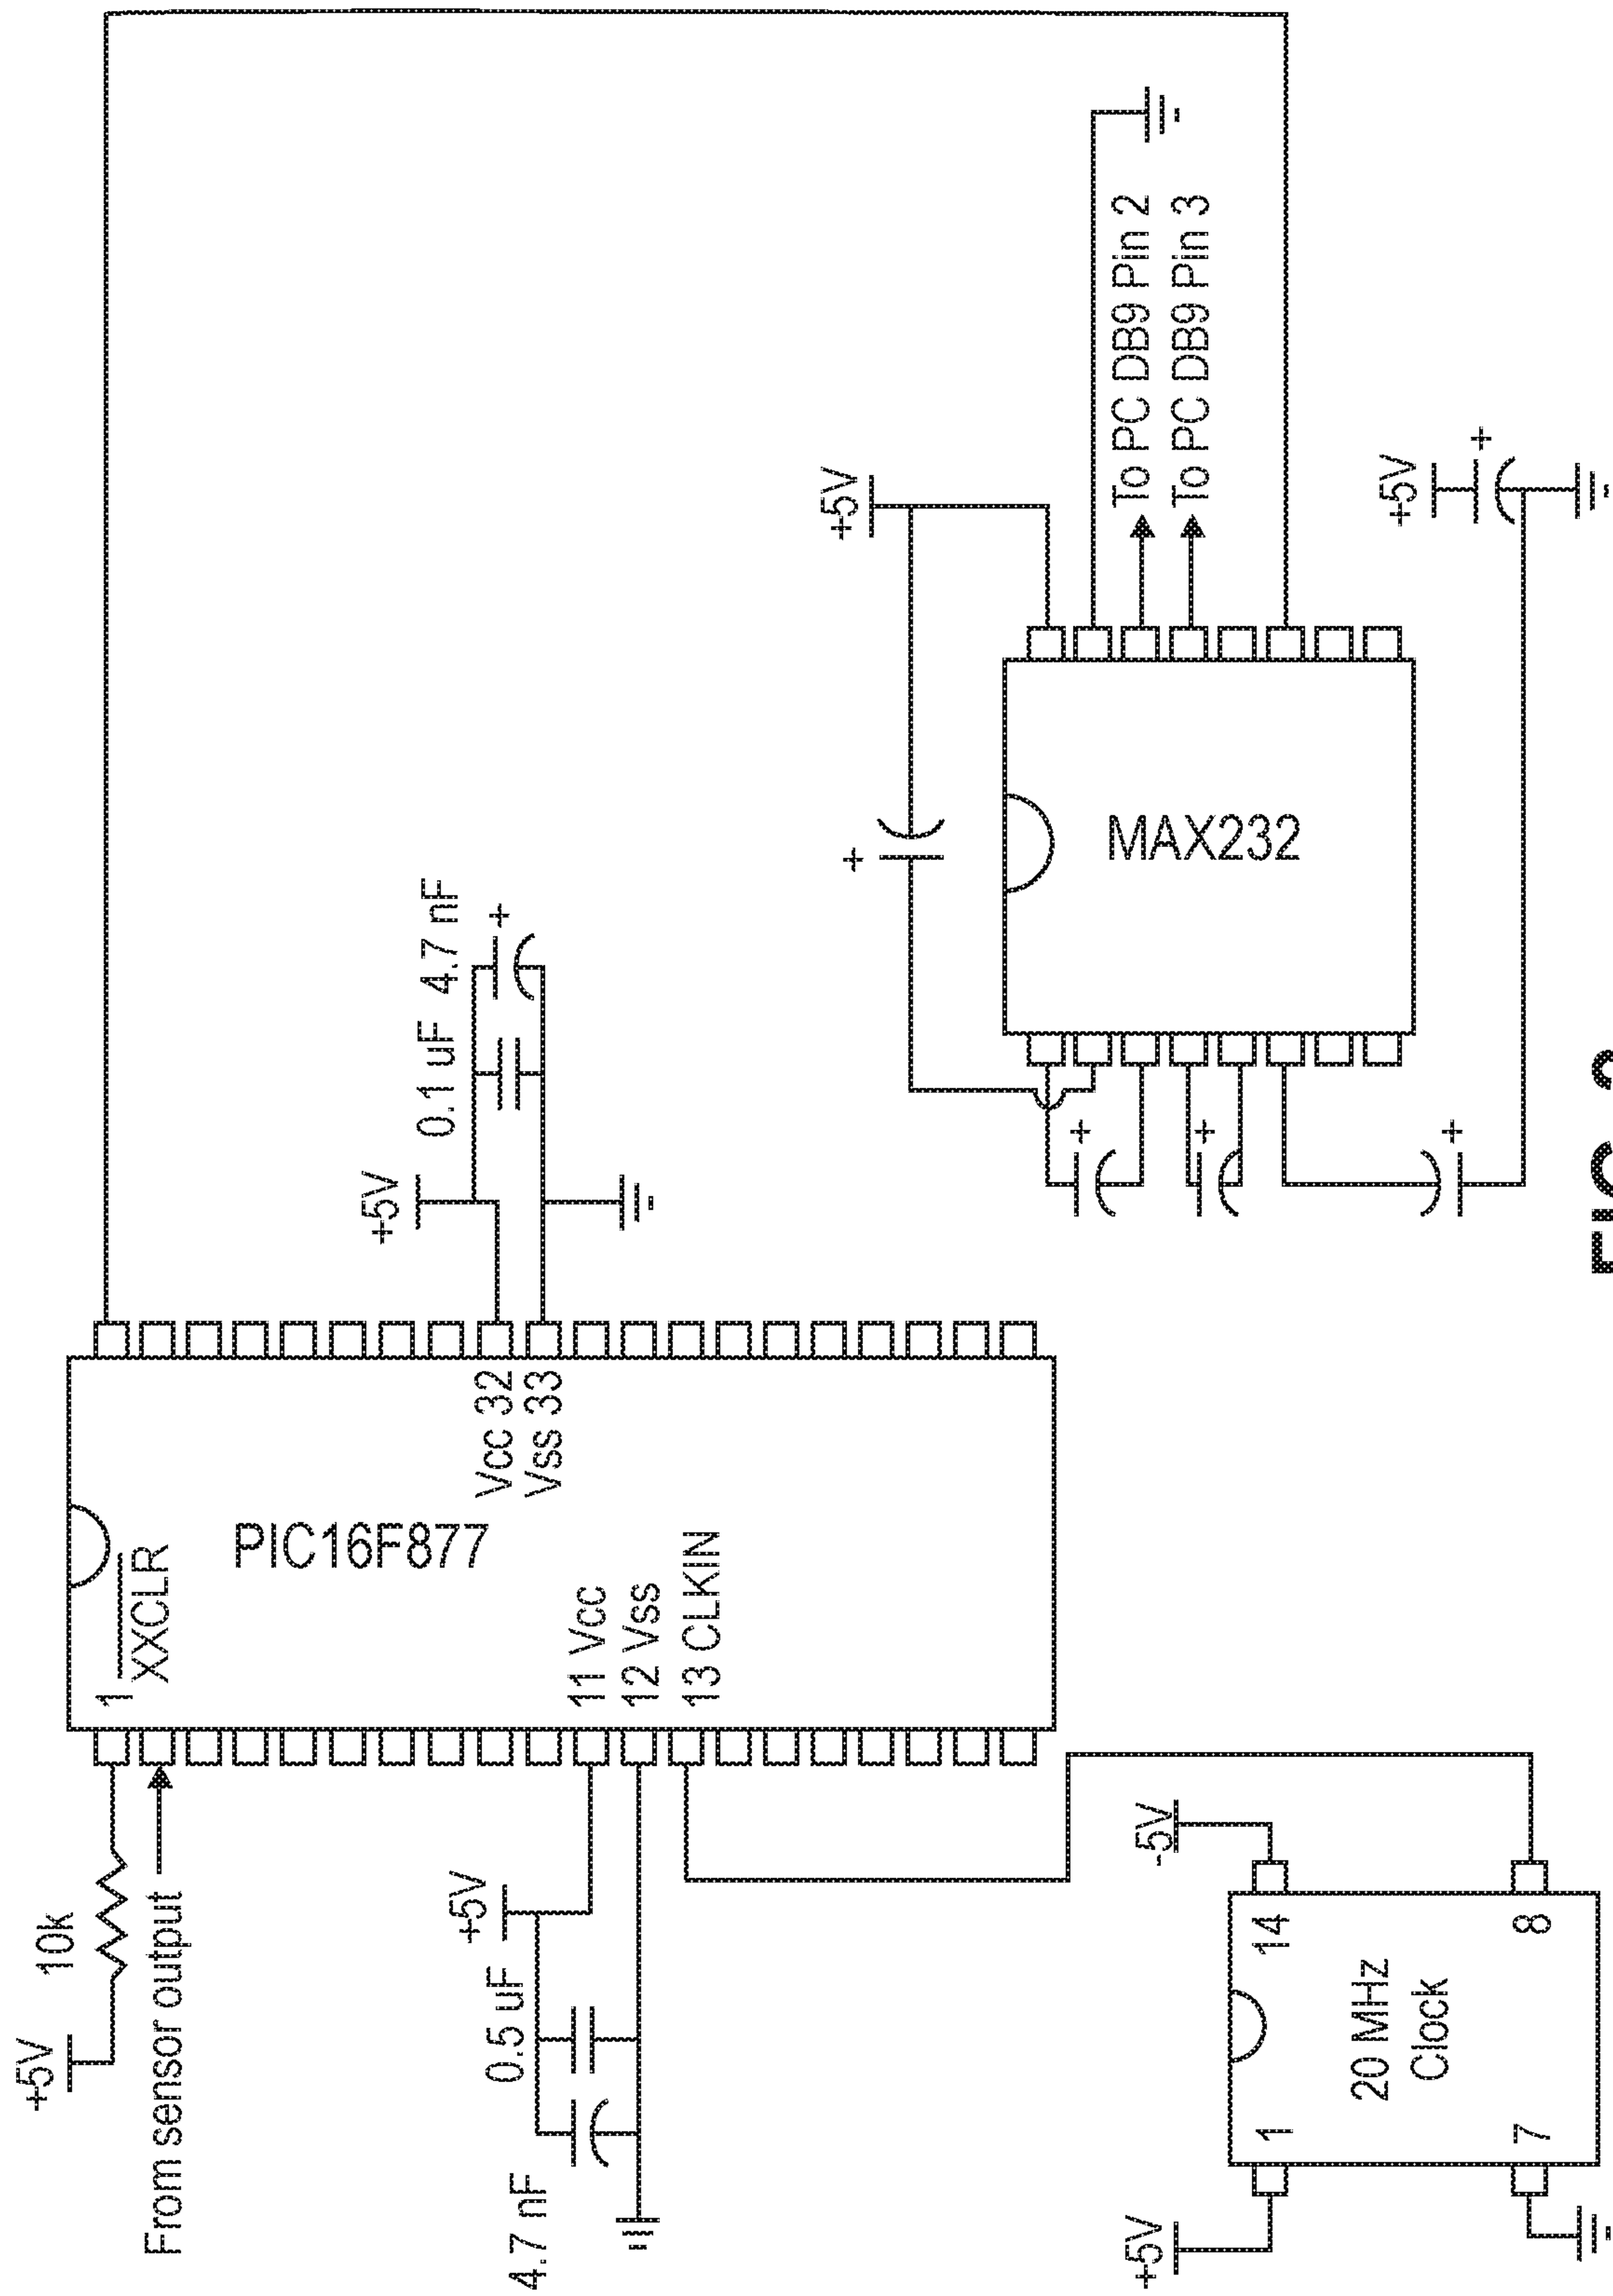 +5V
10k
From sensor output
1
XXCLR
PIC16F877
Vcc 32
Vss 33
11 Vcc
12 Vss
13 CLKIN
+5V
0.1 uF
4.7 nF
+
+5V
0.5 uF
4.7 nF
+5V
-5V
1
14
20 MHz
Clock
7
8
+5V
+
MAX232
To PC DB9 Pin 2
To PC DB9 Pin 3
+
+
+
+5V
+